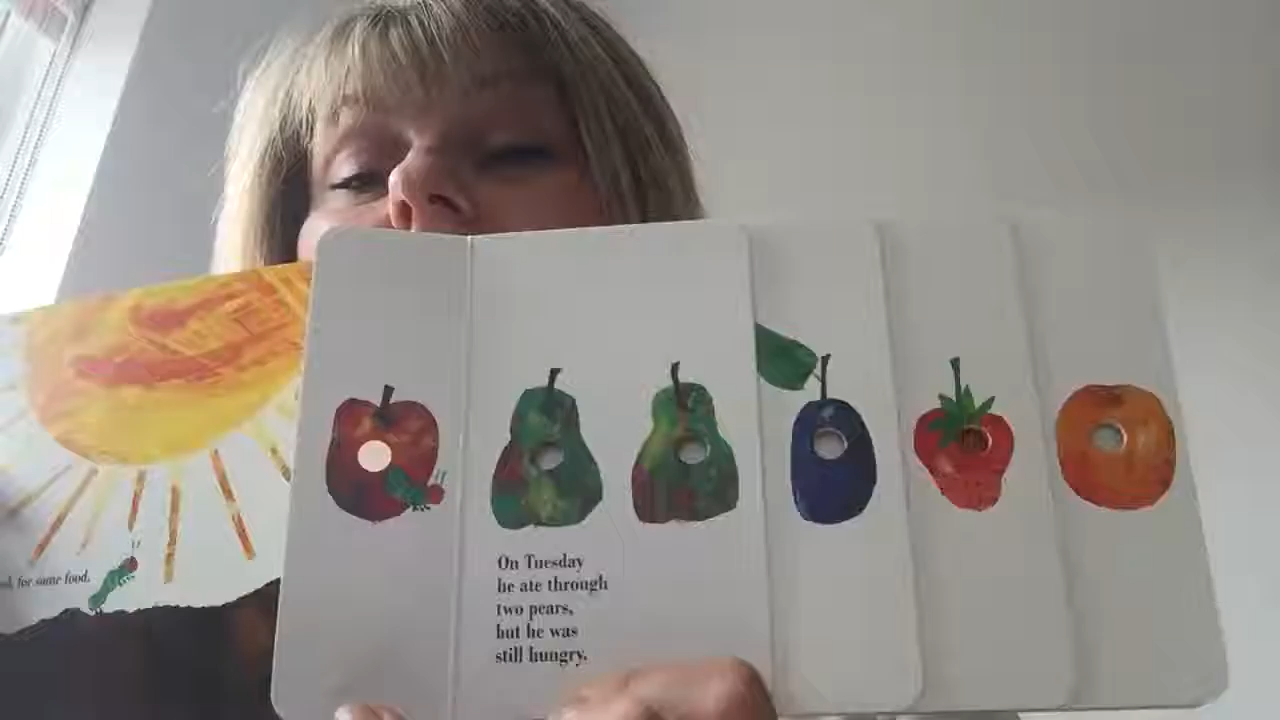 for some food.
On Tuesday
he ate through
two pears,
but he was
still hungry.